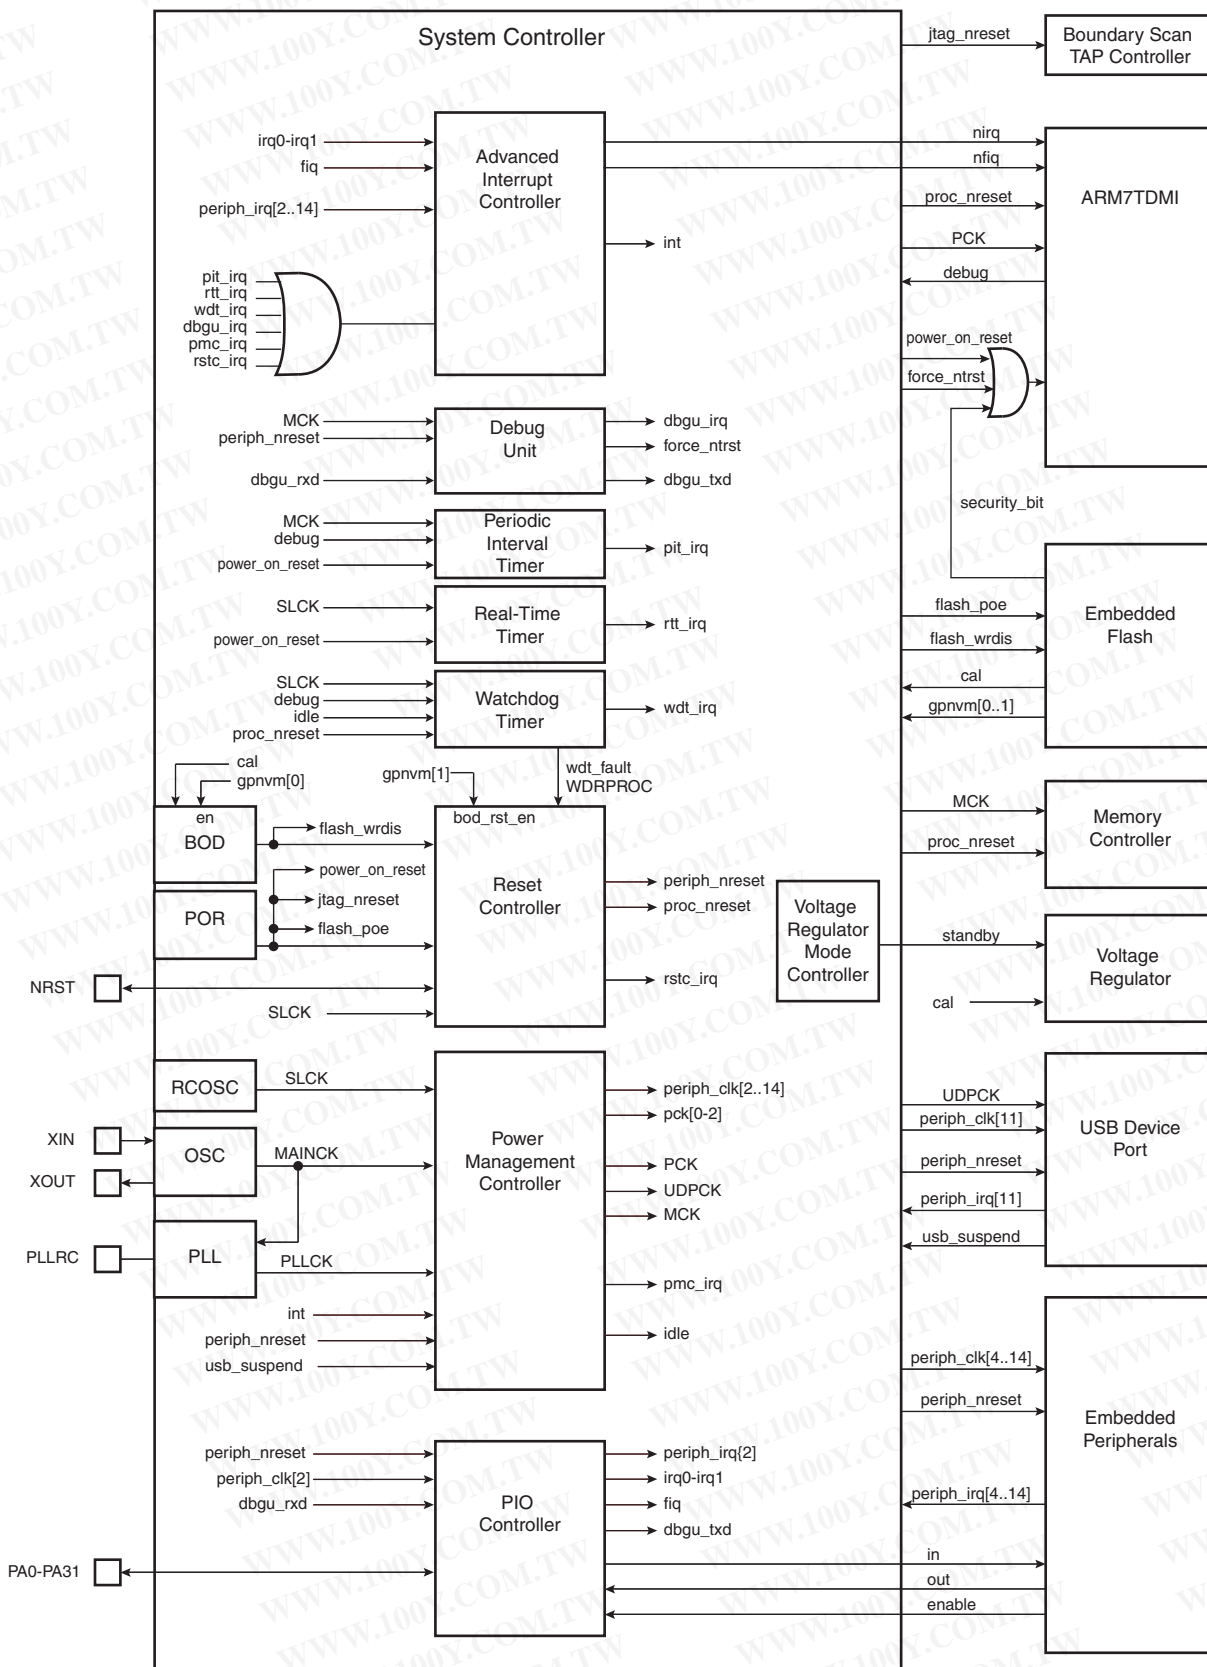 System Controller
jtag_nreset
Boundary Scan
TAP Controller
irq0-irq1
fiq
periph_irq[2..14]
Advanced
Interrupt
Controller
int
nirq
nfiq
proc_nreset
PCK
debug
ARM7TDMI
pit_irq
rtt_irq
wdt_irq
dbgu_irq
pmc_irq
rstc_irq
power_on_reset
force_ntrst
security_bit
MCK
periph_nreset
dbgu_rxd
Debug
Unit
dbgu_irq
force_ntrst
dbgu_txd
MCK
debug
power_on_reset
Periodic
Interval
Timer
pit_irq
SLCK
power_on_reset
Real-Time
Timer
rtt_irq
flash_poe
flash_wrdis
cal
gpnvm[0..1]
Embedded
Flash
SLCK
debug
idle
proc_nreset
Watchdog
Timer
wdt_irq
cal
gpnvm[0]
gpnvm[1]
wdt_fault
WDRPROC
en
BOD
flash_wrdis
bod_rst_en
Reset
Controller
power_on_reset
jtag_nreset
flash_poe
POR
periph_nreset
proc_nreset
rstc_irq
NRST
SLCK
MCK
proc_nreset
Memory
Controller
Voltage
Regulator
Mode
Controller
standby
cal
Voltage
Regulator
RCOSC
SLCK
XIN
XOUT
OSC
MAINCK
PLLRC
PLL
PLLCK
int
periph_nreset
usb_suspend
Power
Management
Controller
periph_clk[2..14]
pck[0-2]
PCK
UDPCK
MCK
pmc_irq
idle
UDPCK
periph_clk[11]
periph_nreset
periph_irq[11]
usb_suspend
USB Device
Port
periph_clk[4..14]
periph_nreset
periph_irq[4..14]
Embedded
Peripherals
periph_nreset
periph_clk[2]
dbgu_rxd
PIO
Controller
periph_irq{2]
irq0-irq1
fiq
dbgu_txd
PA0-PA31
in
out
enable
WWW.100Y.COM.TW